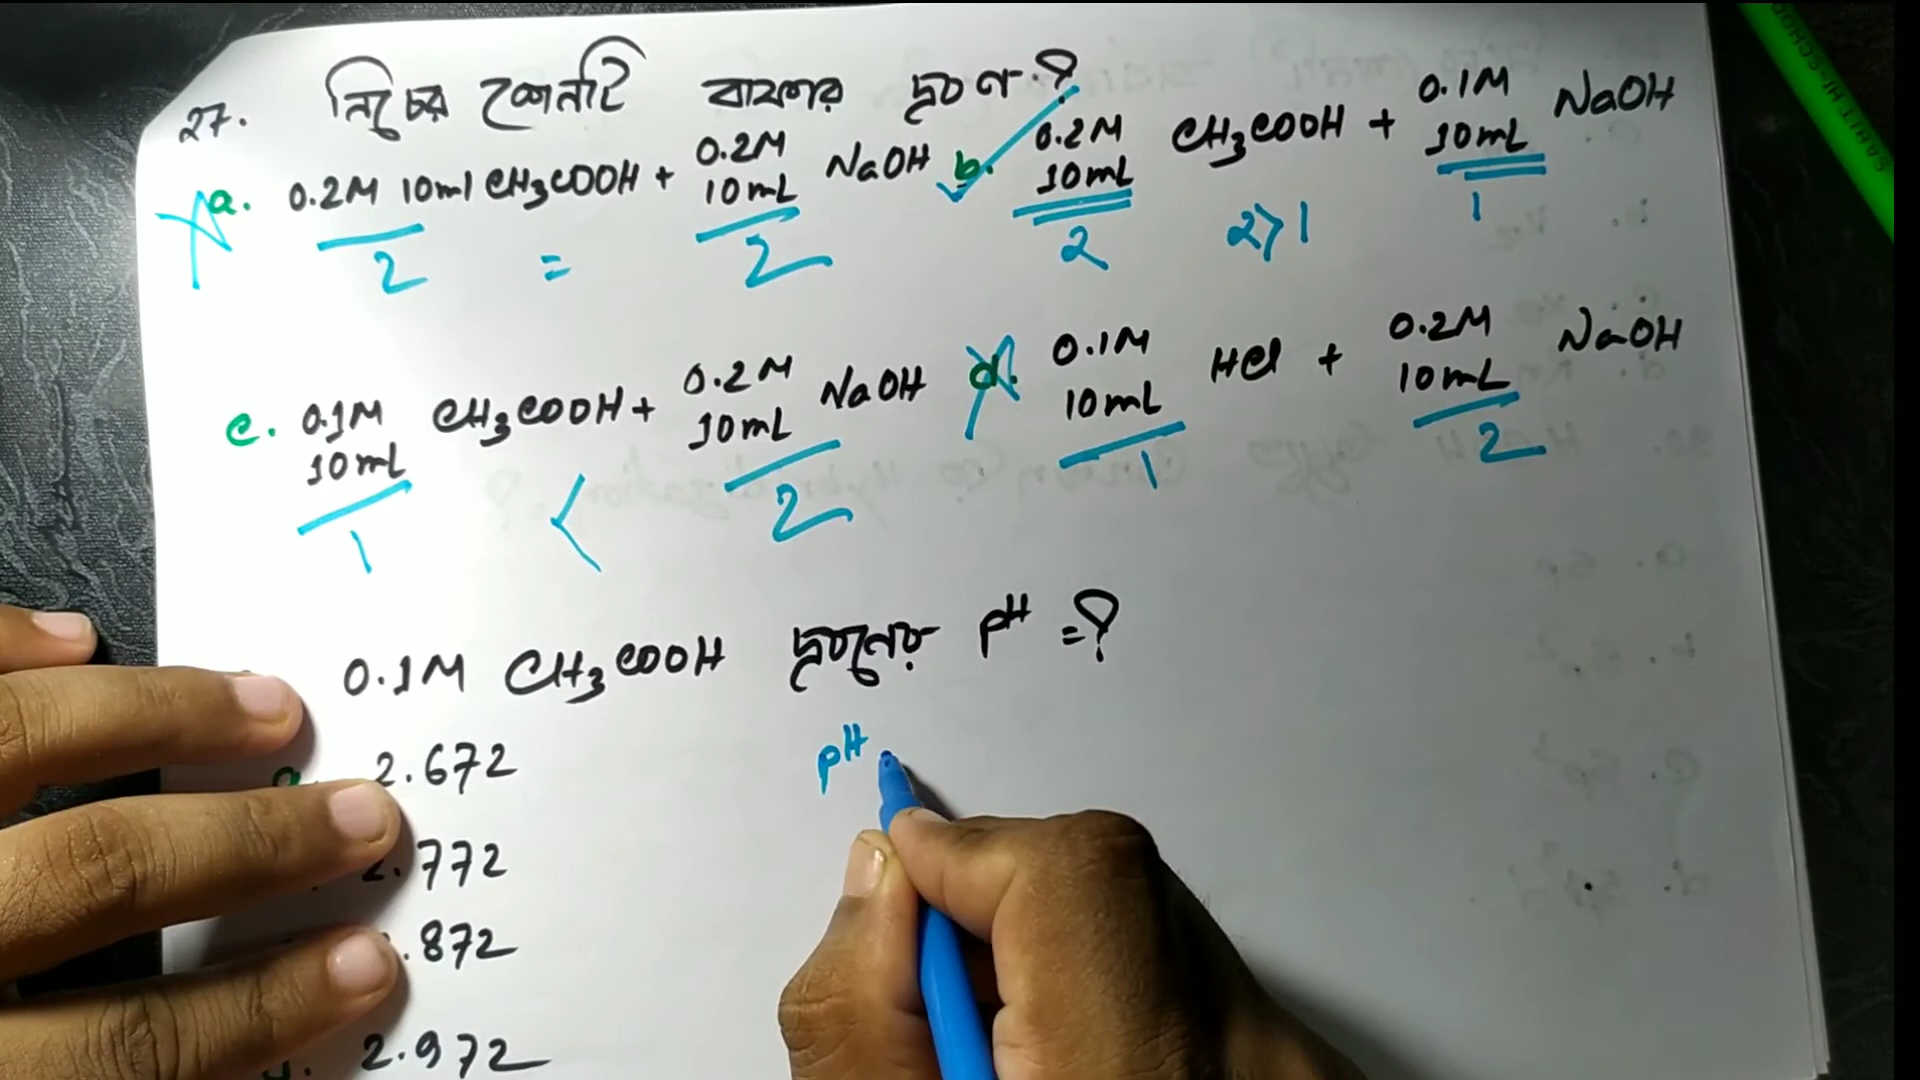 27. নিচের কোনটি বাফার দ্রবণ ?
a. 0.2M 10ml CH3COOH + 0.2M 10mL NaOH
2 = 2
b. 0.2M 10mL CH3COOH + 0.1M 10mL NaOH
2 2>1 1
c. 0.1M 10mL CH3COOH + 0.2M 10mL NaOH
1 < 2
d. 0.1M 10mL HCl + 0.2M 10mL NaOH
1 2
0.1M CH3COOH দ্রবণের pH =?
pH
2.672
2.772
.872
2.972